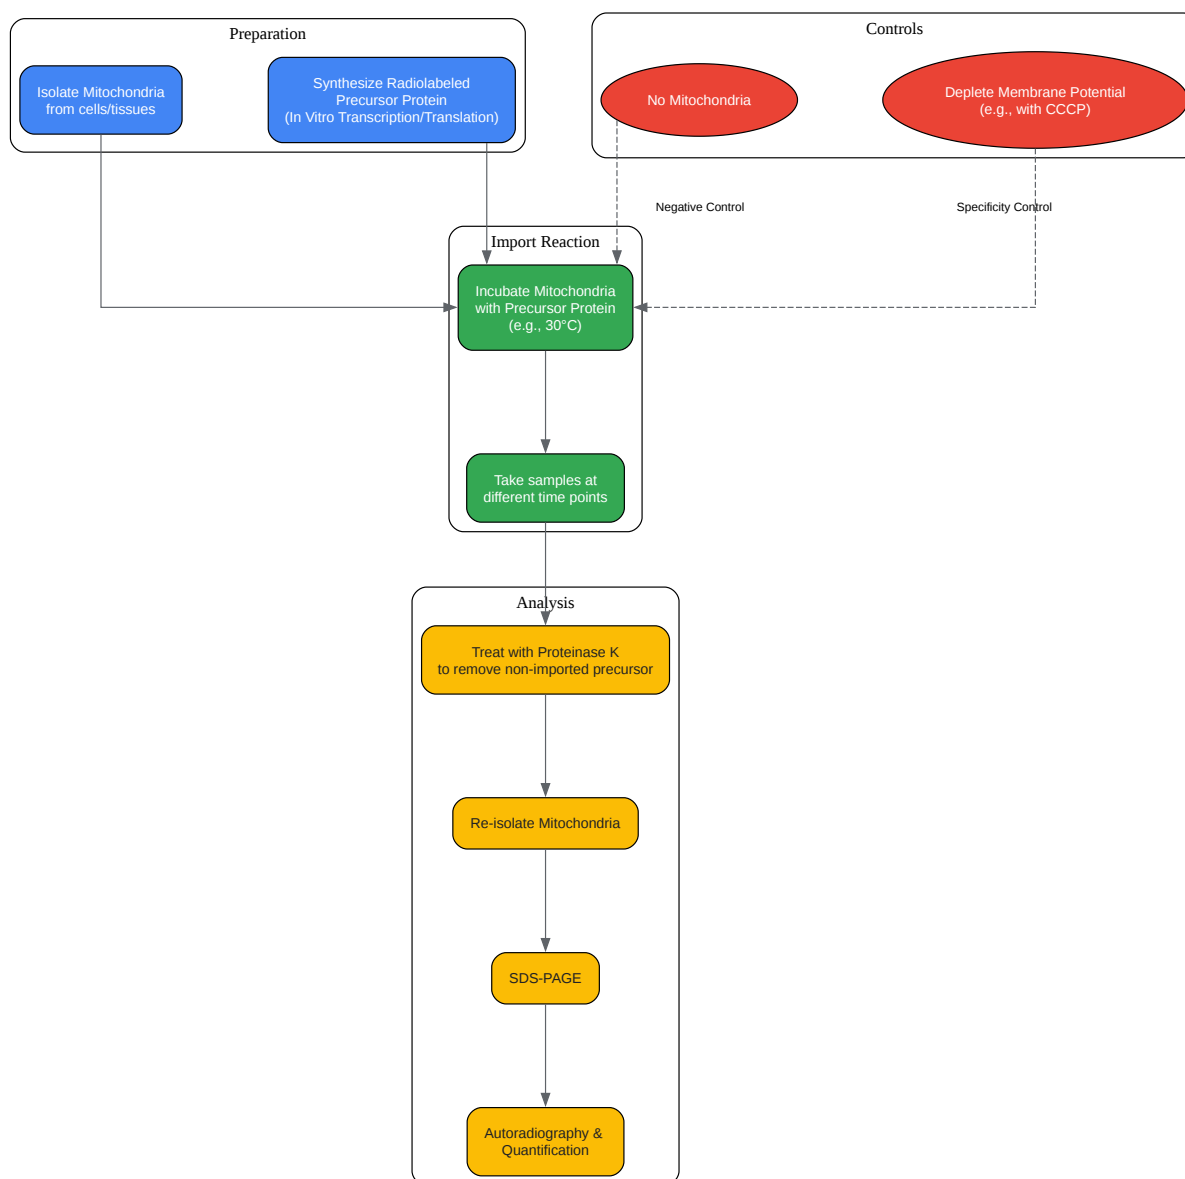 Preparation
Isolate Mitochondria
from cells/tissues
Synthesize Radiolabeled
Precursor Protein
(In Vitro Transcription/Translation)
Controls
No Mitochondria
Deplete Membrane Potential
(e.g., with CCCP)
Negative Control
Specificity Control
Import Reaction
Incubate Mitochondria
with Precursor Protein
(e.g., 30°C)
Take samples at
different time points
Analysis
Treat with Proteinase K
to remove non-imported precursor
Re-isolate Mitochondria
SDS-PAGE
Autoradiography &
Quantification